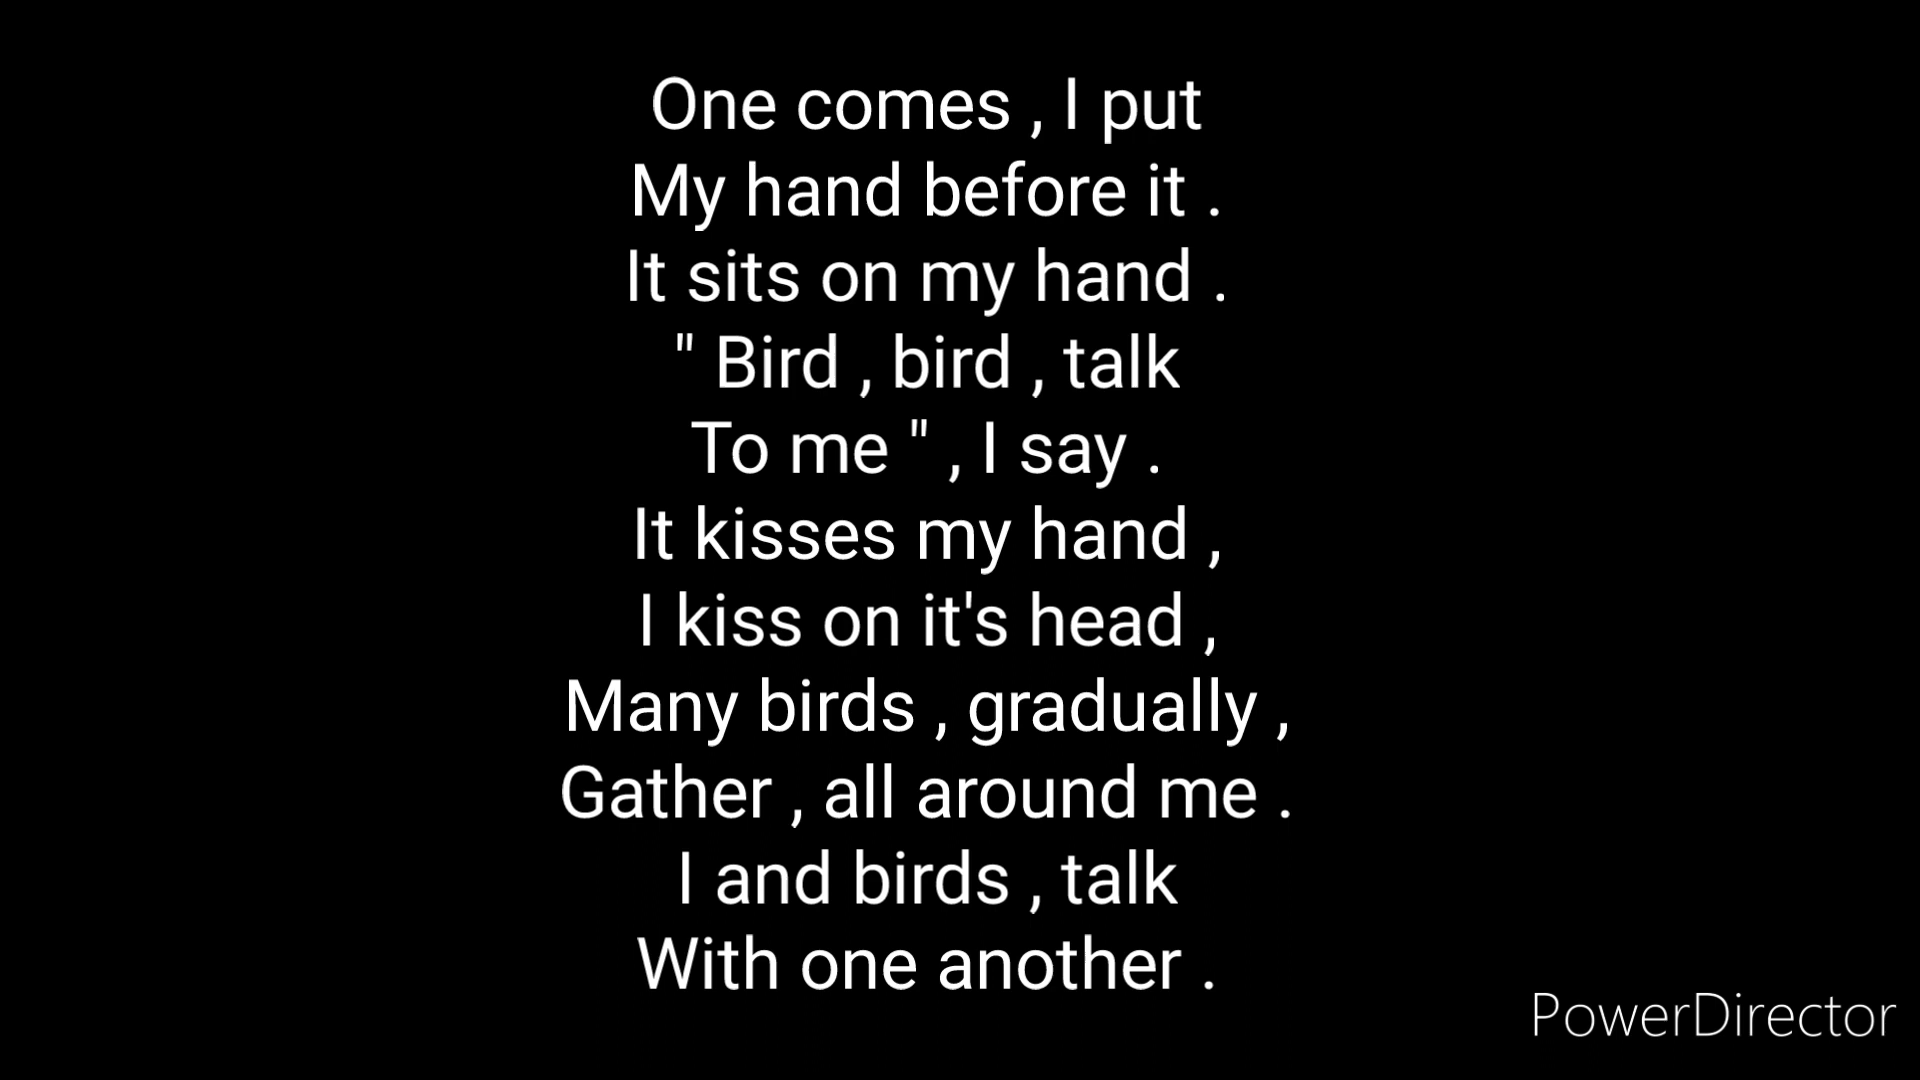 One comes , I put
My hand before it .
It sits on my hand .
" Bird , bird , talk
To me " , I say .
It kisses my hand ,
I kiss on it's head ,
Many birds , gradually ,
Gather , all around me .
I and birds , talk
With one another .
PowerDirector